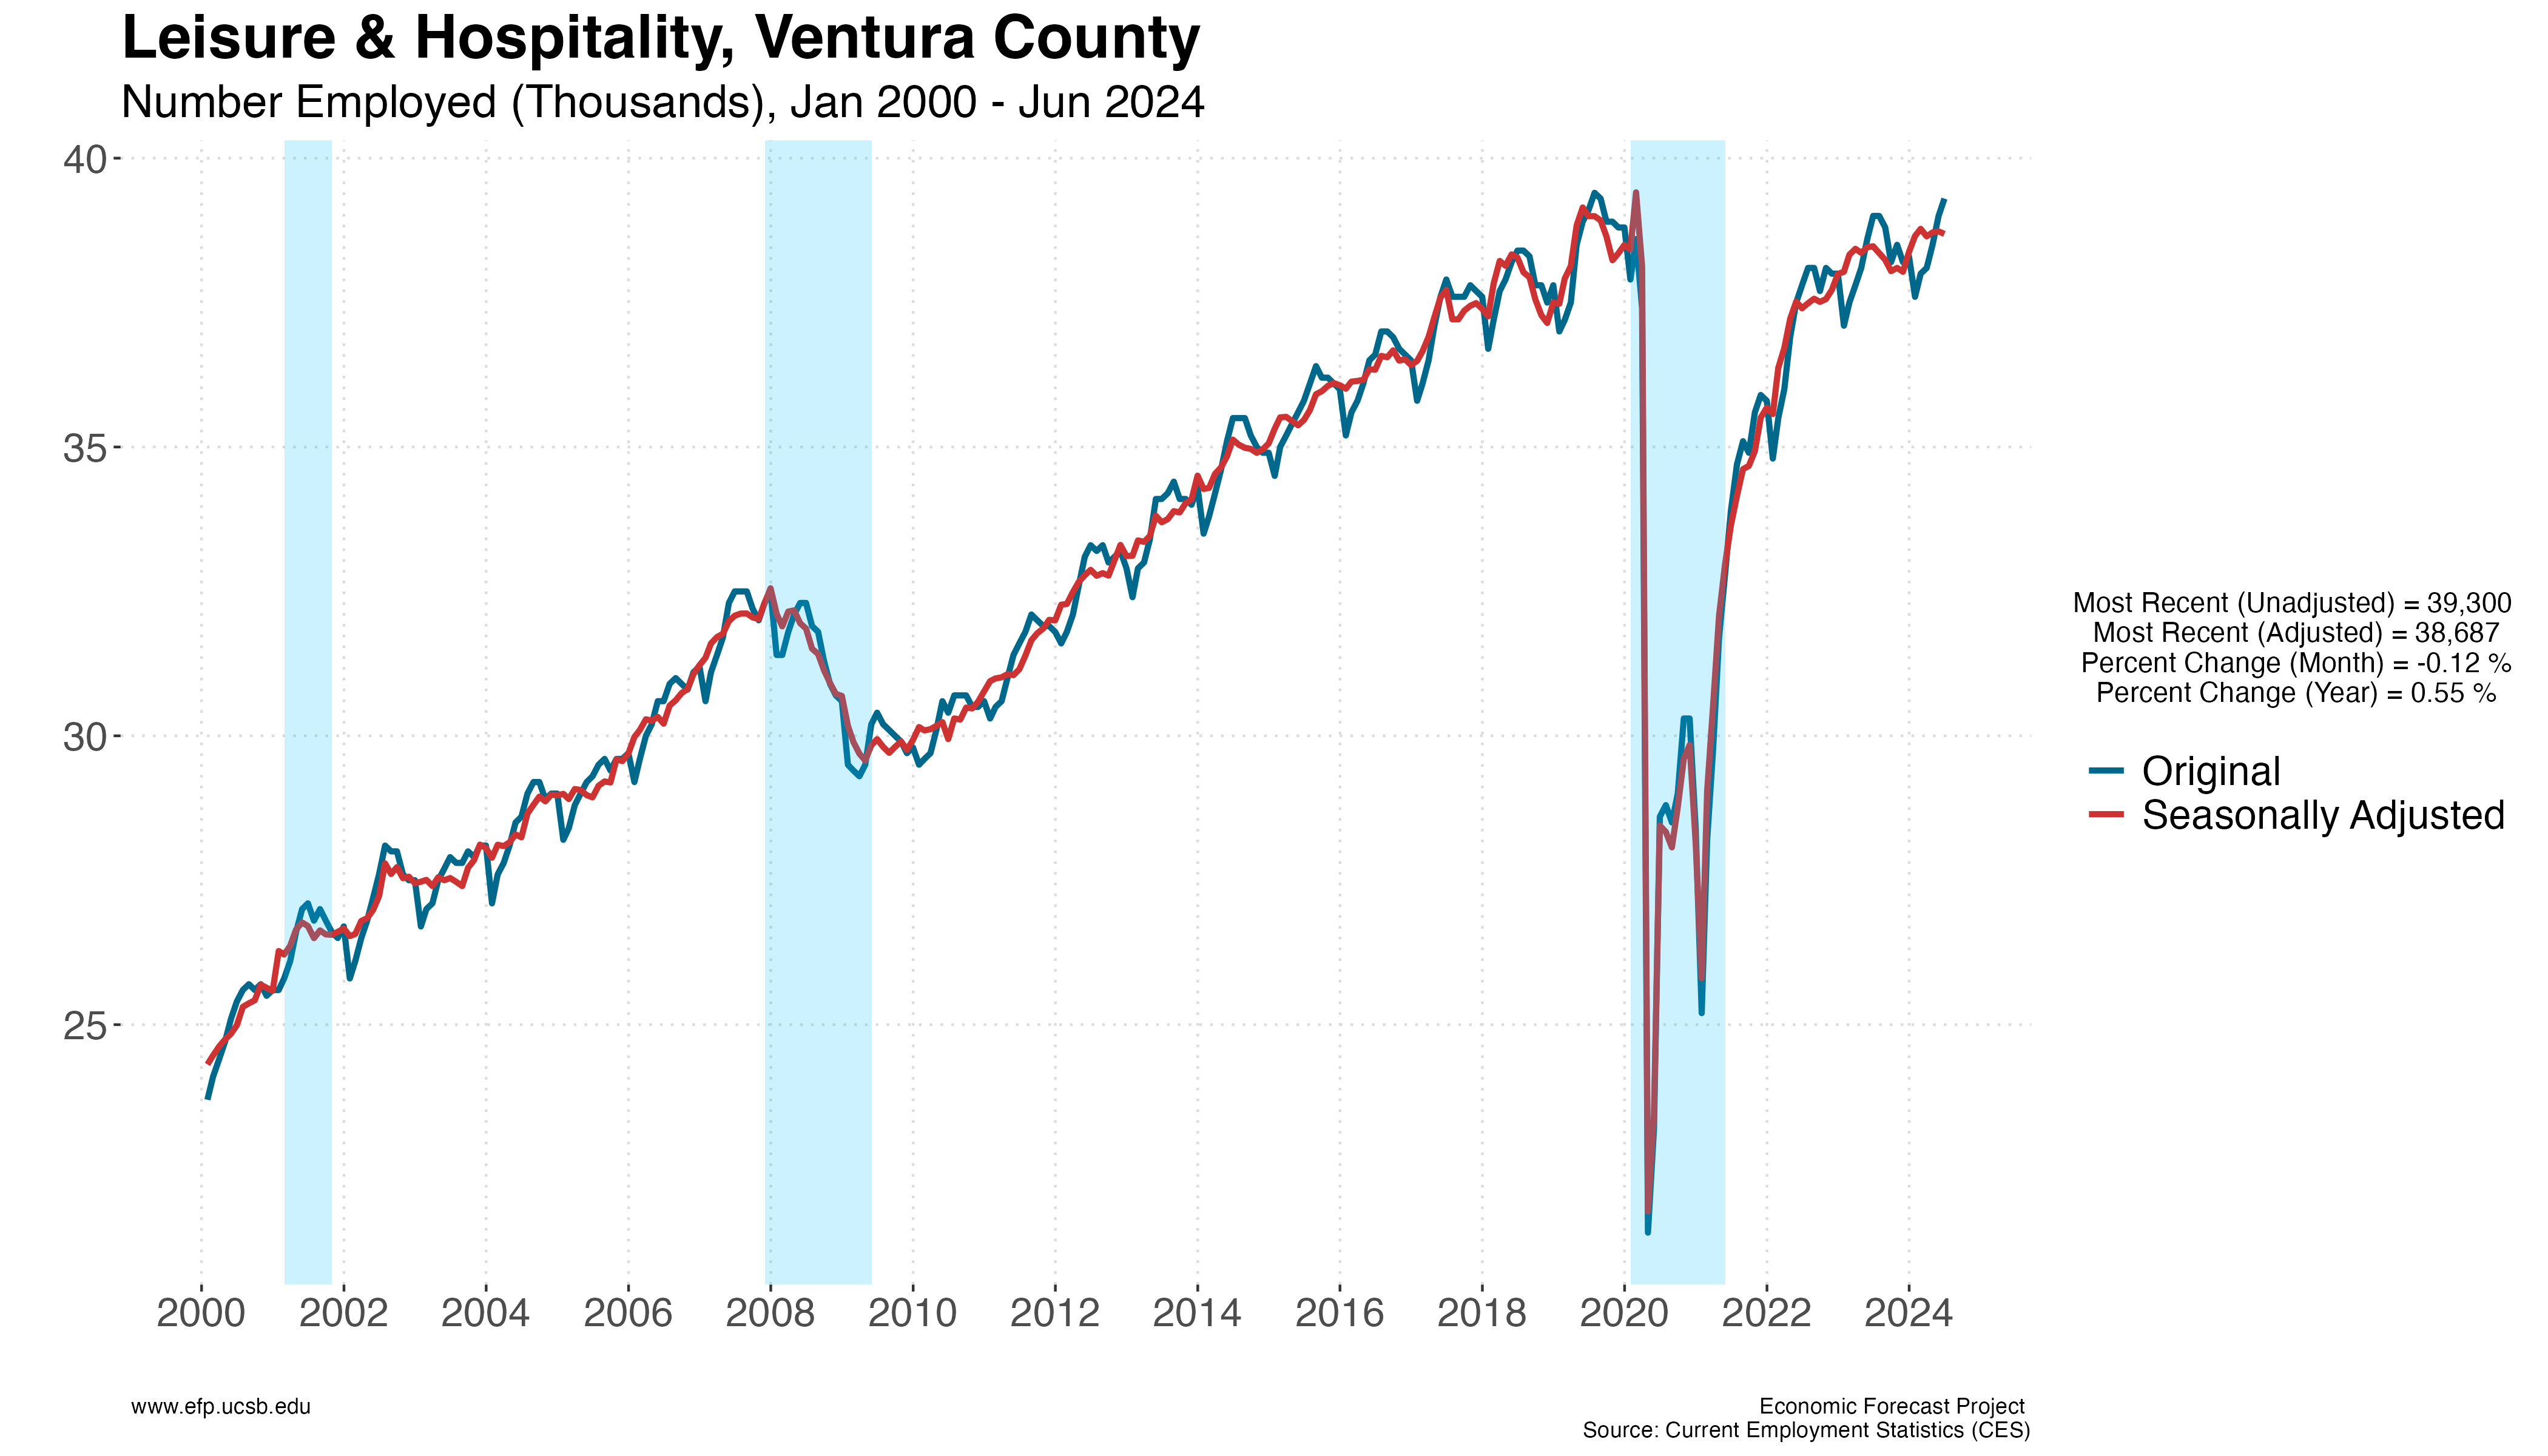 Leisure & Hospitality, Ventura County
Number Employed (Thousands), Jan 2000 - Jun 2024
40
35
30
25
2000 2002 2004 2006 2008 2010 2012 2014 2016 2018 2020 2022 2024
Most Recent (Unadjusted) = 39,300
Most Recent (Adjusted) = 38,687
Percent Change (Month) = -0.12 %
Percent Change (Year) = 0.55 %
Original
Seasonally Adjusted
www.efp.ucsb.edu
Economic Forecast Project
Source: Current Employment Statistics (CES)